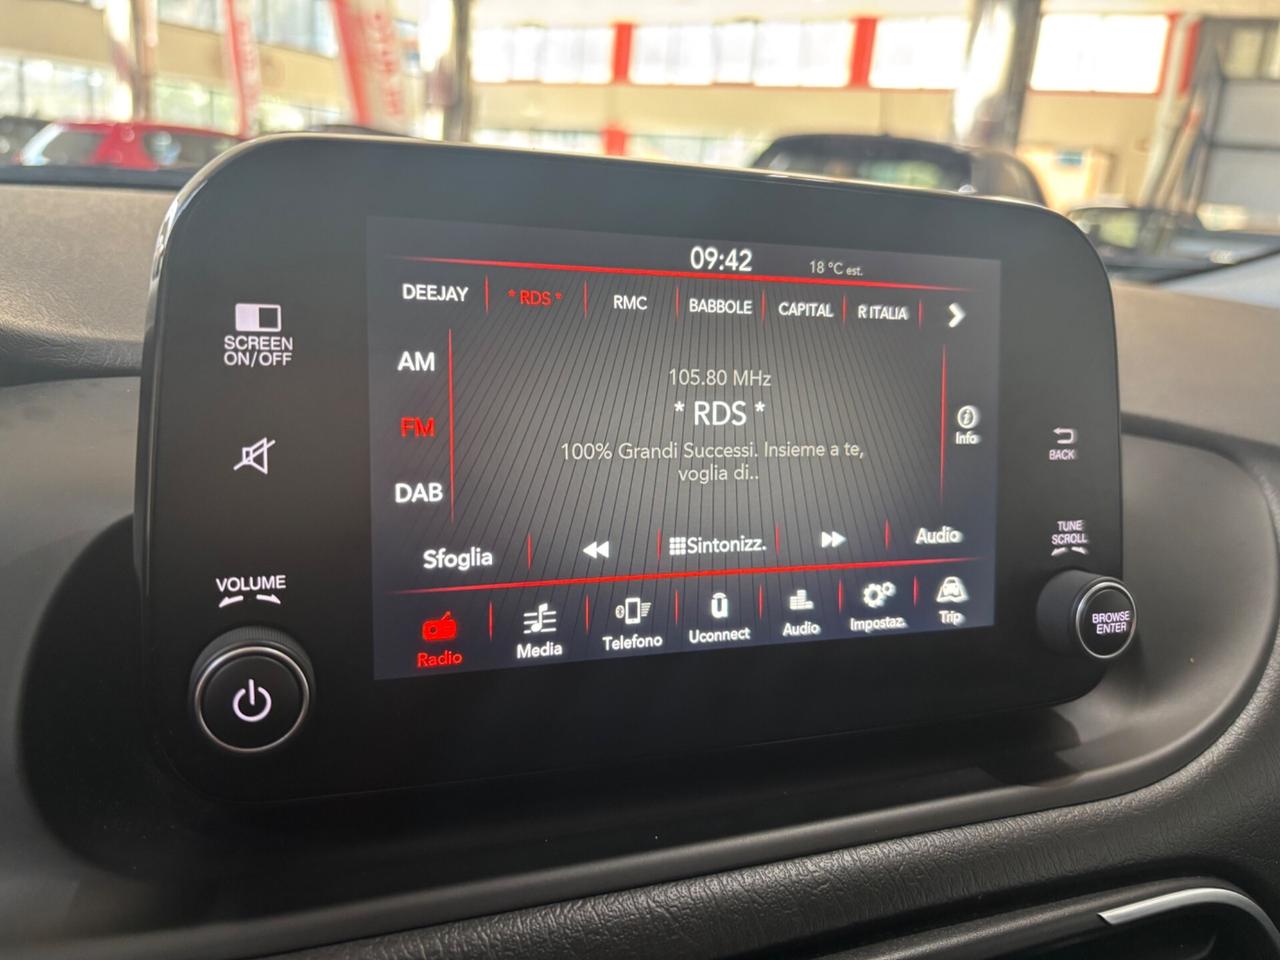 09:42
18 °C est.
DEEJAY
* RDS *
RMC
BABBOLE
CAPITAL
R ITALIA
SCREEN
ON/OFF
AM
FM
DAB
105.80 MHz
* RDS *
100% Grandi Successi. Insieme a te,
voglia di..
Info
BACK
TUNE
SCROLL
Sfoglia
Sintonizz.
Audio
VOLUME
Radio
Media
Telefono
Uconnect
Audio
Impostaz.
Trip
BROWSE
ENTER